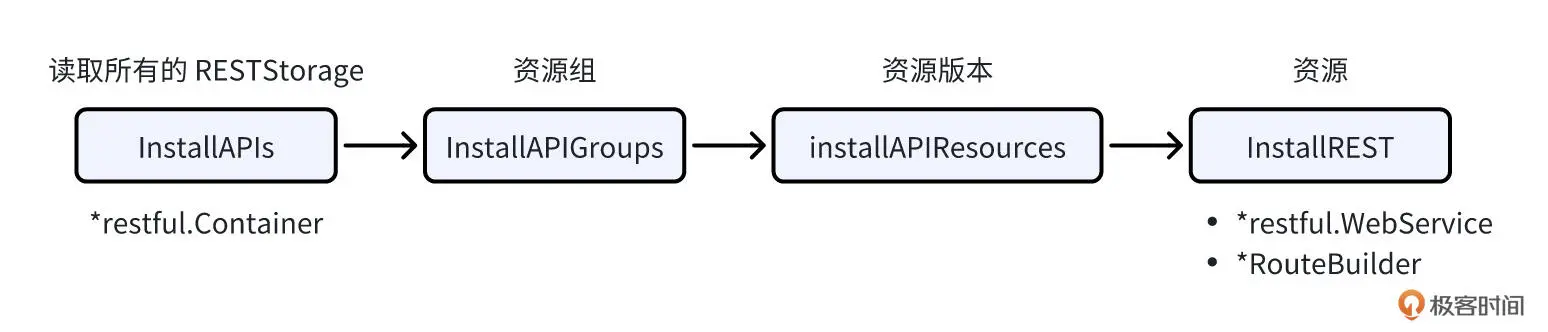 读取所有的 RESTStorage
资源组
资源版本
资源
InstallAPIs
InstallAPIGroups
installAPIResources
InstallREST
*restful.Container
• *restful.WebService
• *RouteBuilder
极客时间